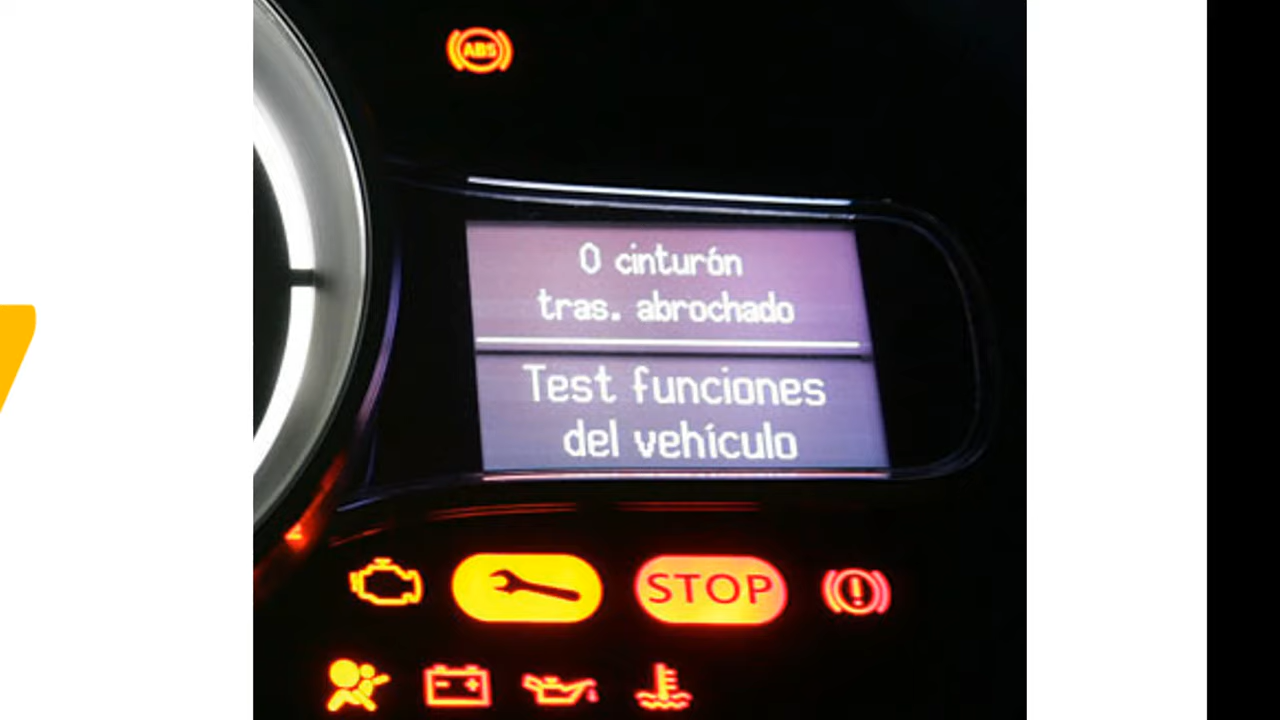 ABS
0 cinturón
tras. abrochado
Test funciones
del vehículo
STOP